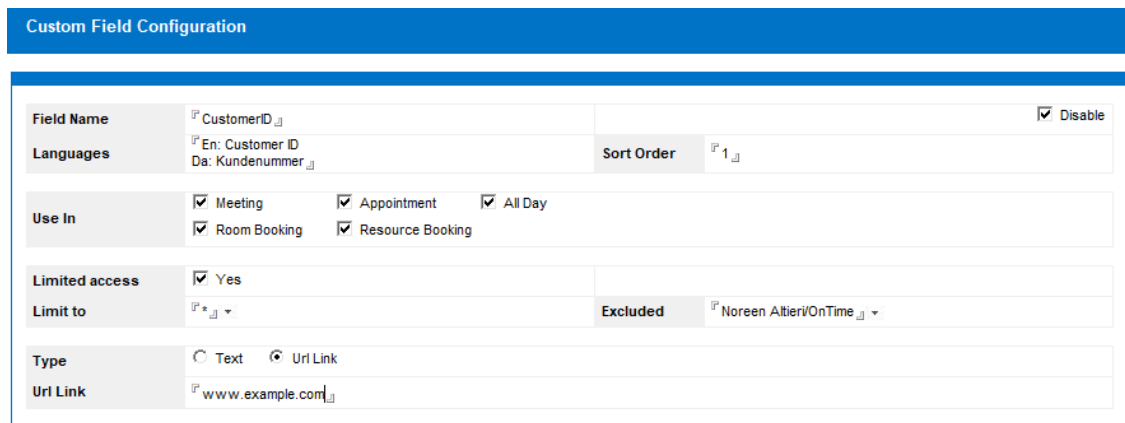 Custom Field Configuration
Field Name CustomerID Disable
Languages En: Customer ID
Da: Kundenummer Sort Order 1
Use In Meeting Appointment All Day
Room Booking Resource Booking
Limited access Yes
Limit to * Excluded Noreen Altieri/OnTime
Type Text Url Link
Url Link www.example.com